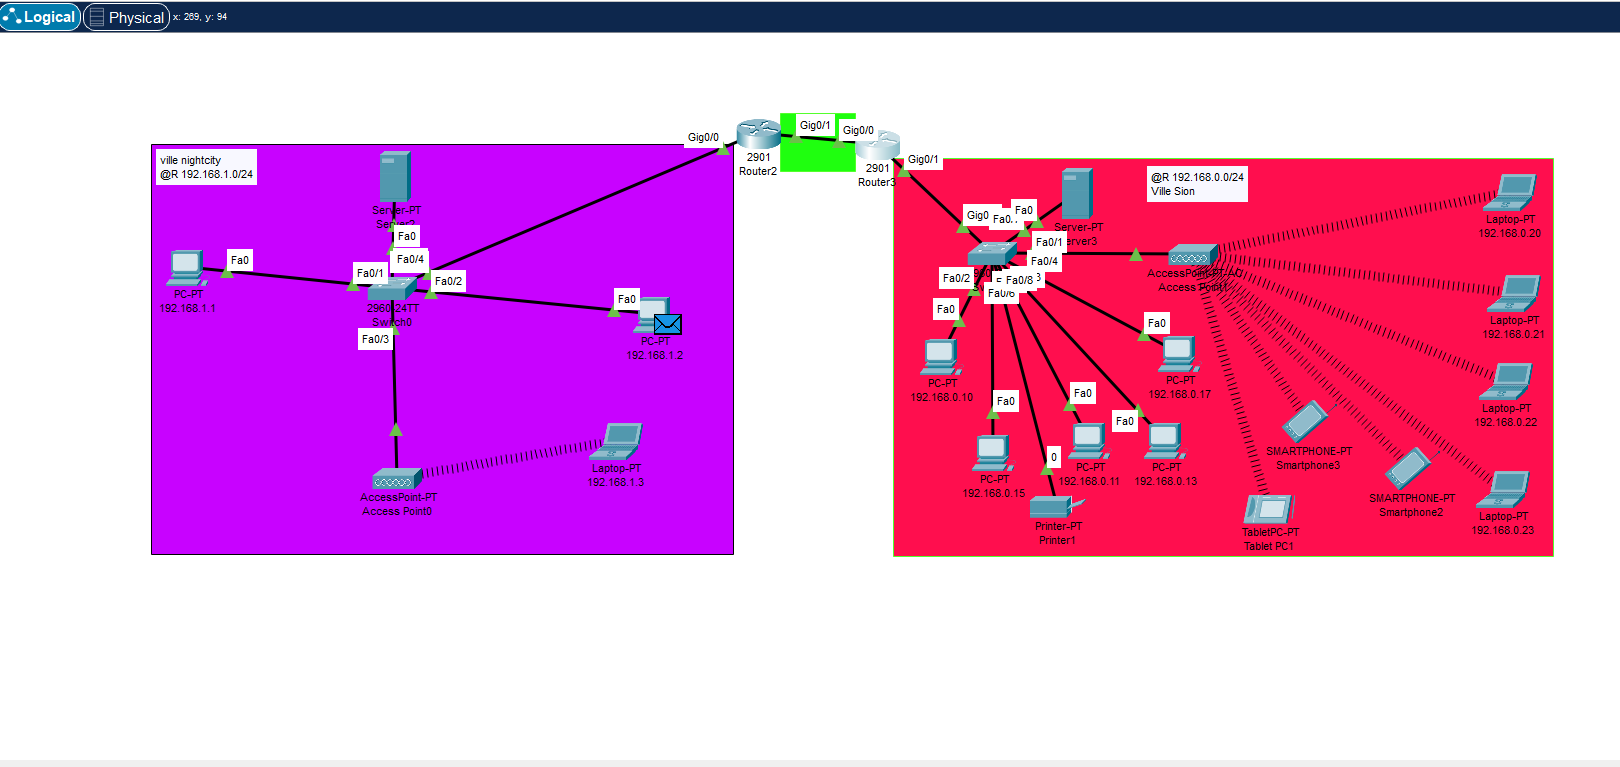 Logical
Physical
x: 269, y: 94
ville nightcity
@R 192.168.1.0/24
Server-PT
Fa0
Fa0/4
Fa0
PC-PT
192.168.1.1
Fa0/1
2960-24TT
Switch0
Fa0/2
Fa0/3
Fa0
PC-PT
192.168.1.2
AccessPoint-PT
Access Point0
Laptop-PT
192.168.1.3
Gig0/0
2901
Router2
Gig0/1
Gig0/0
2901
Router3
Gig0/1
@R 192.168.0.0/24
Ville Sion
Gig0
Fa0
Server-PT
Fa0/1
Fa0/4
Fa0/2
Fa0/8
Fa0/6
AccessPoint-PT-AC
Access Point1
Fa0
PC-PT
192.168.0.10
Fa0
PC-PT
192.168.0.15
0
Printer-PT
Printer1
Fa0
PC-PT
192.168.0.11
Fa0
PC-PT
192.168.0.13
Fa0
PC-PT
192.168.0.17
Laptop-PT
192.168.0.20
Laptop-PT
192.168.0.21
Laptop-PT
192.168.0.22
SMARTPHONE-PT
Smartphone3
SMARTPHONE-PT
Smartphone2
TabletPC-PT
Tablet PC1
Laptop-PT
192.168.0.23